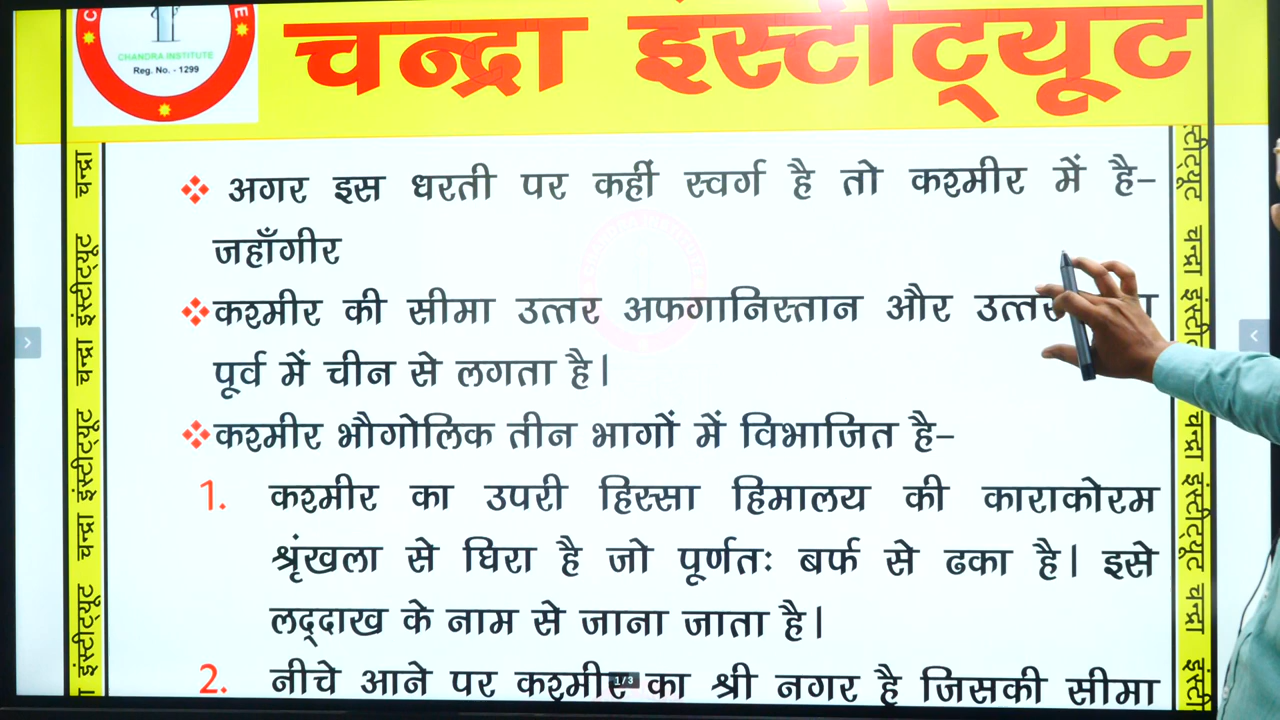 CHANDRA INSTITUTE
Reg. No. - 1299
चन्द्रा इंस्टीट्यूट
अगर इस धरती पर कहीं स्वर्ग है तो कश्मीर में है-
जहाँगीर
कश्मीर की सीमा उत्तर अफगानिस्तान और
पूर्व में चीन से लगता है।
कश्मीर भौगोलिक तीन भागों में विभाजित है-
1. कश्मीर का उपरी हिस्सा हिमालय की काराकोरम
श्रृंखला से घिरा है जो पूर्णतः बर्फ से ढका है। इसे
लद्दाख के नाम से जाना जाता है।
2. नीचे आने पर कश्मीर का श्री नगर है जिसकी सीमा
1/3
चन्द्रा इंस्टीट्यूट चन्द्रा इंस्टीट्यूट चन्द्रा
चन्द्रा इंस्टीट्यूट चन्द्रा